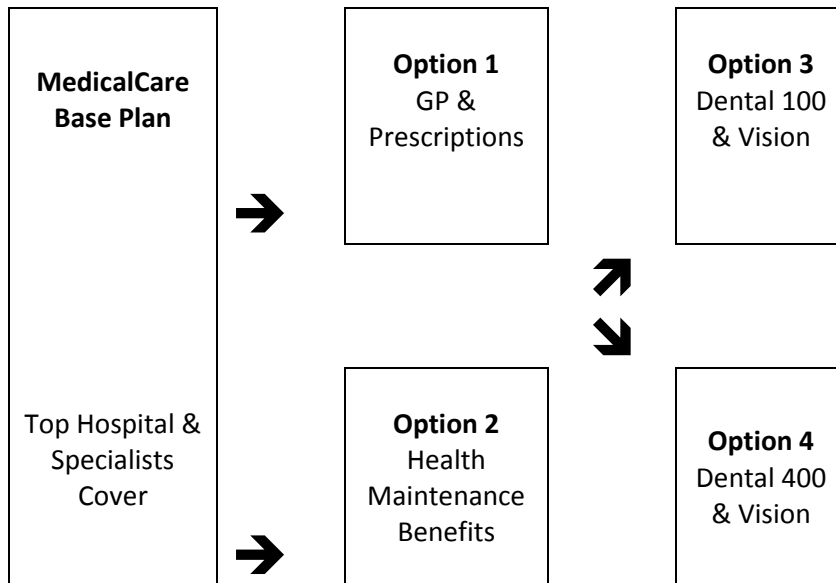 MedicalCare
Base Plan
Top Hospital &
Specialists
Cover
Option 1
GP &
Prescriptions
Option 2
Health
Maintenance
Benefits
Option 3
Dental 100
& Vision
Option 4
Dental 400
& Vision